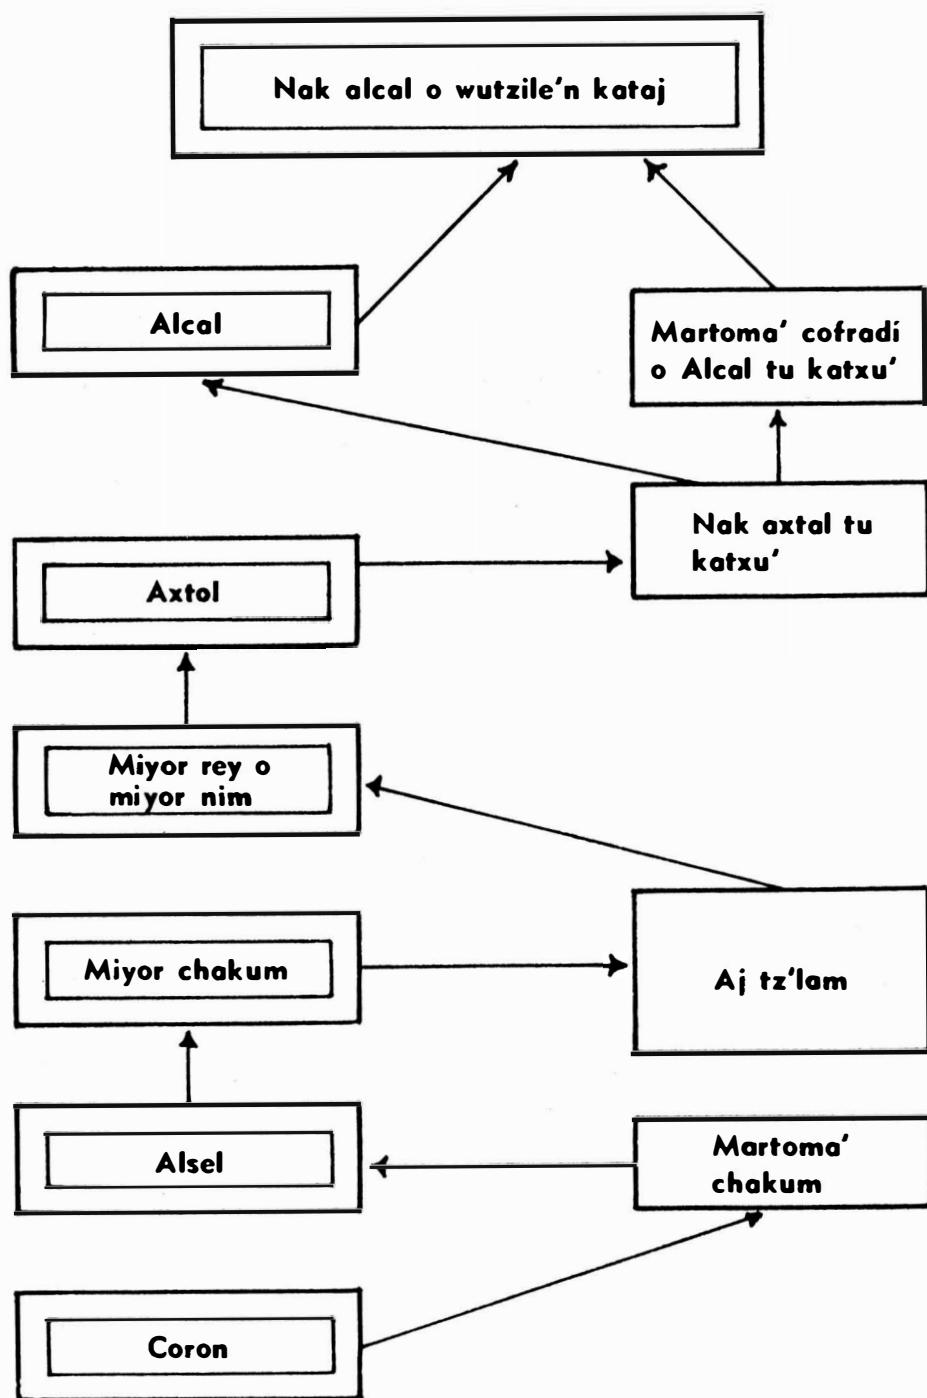 Nak alcal o wutzile'n kataj
Alcal
Martoma' cofradí
o Alcal tu katxu'
Nak axtal tu
katxu'
Axtol
Miyor rey o
miyor nim
Miyor chakum
Aj tz'lam
Alsel
Martoma'
chakum
Coron